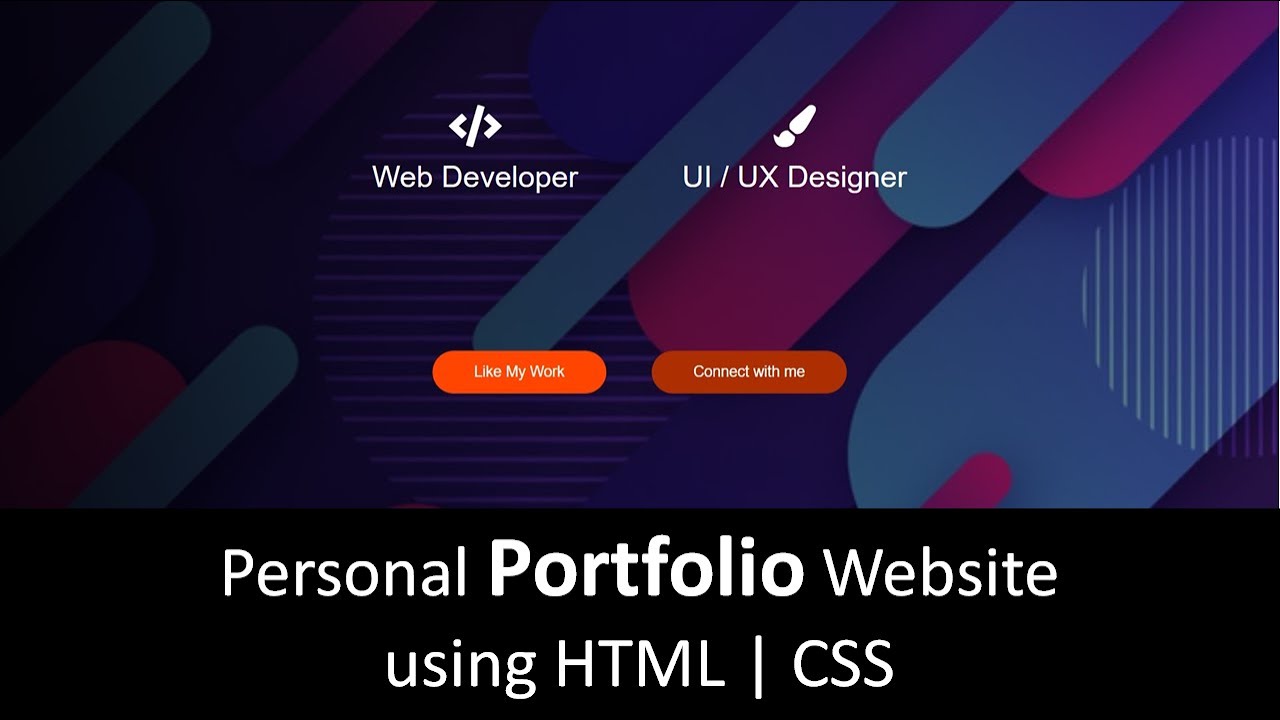 Web Developer
UI / UX Designer
Like My Work
Connect with me
Personal Portfolio Website
using HTML | CSS